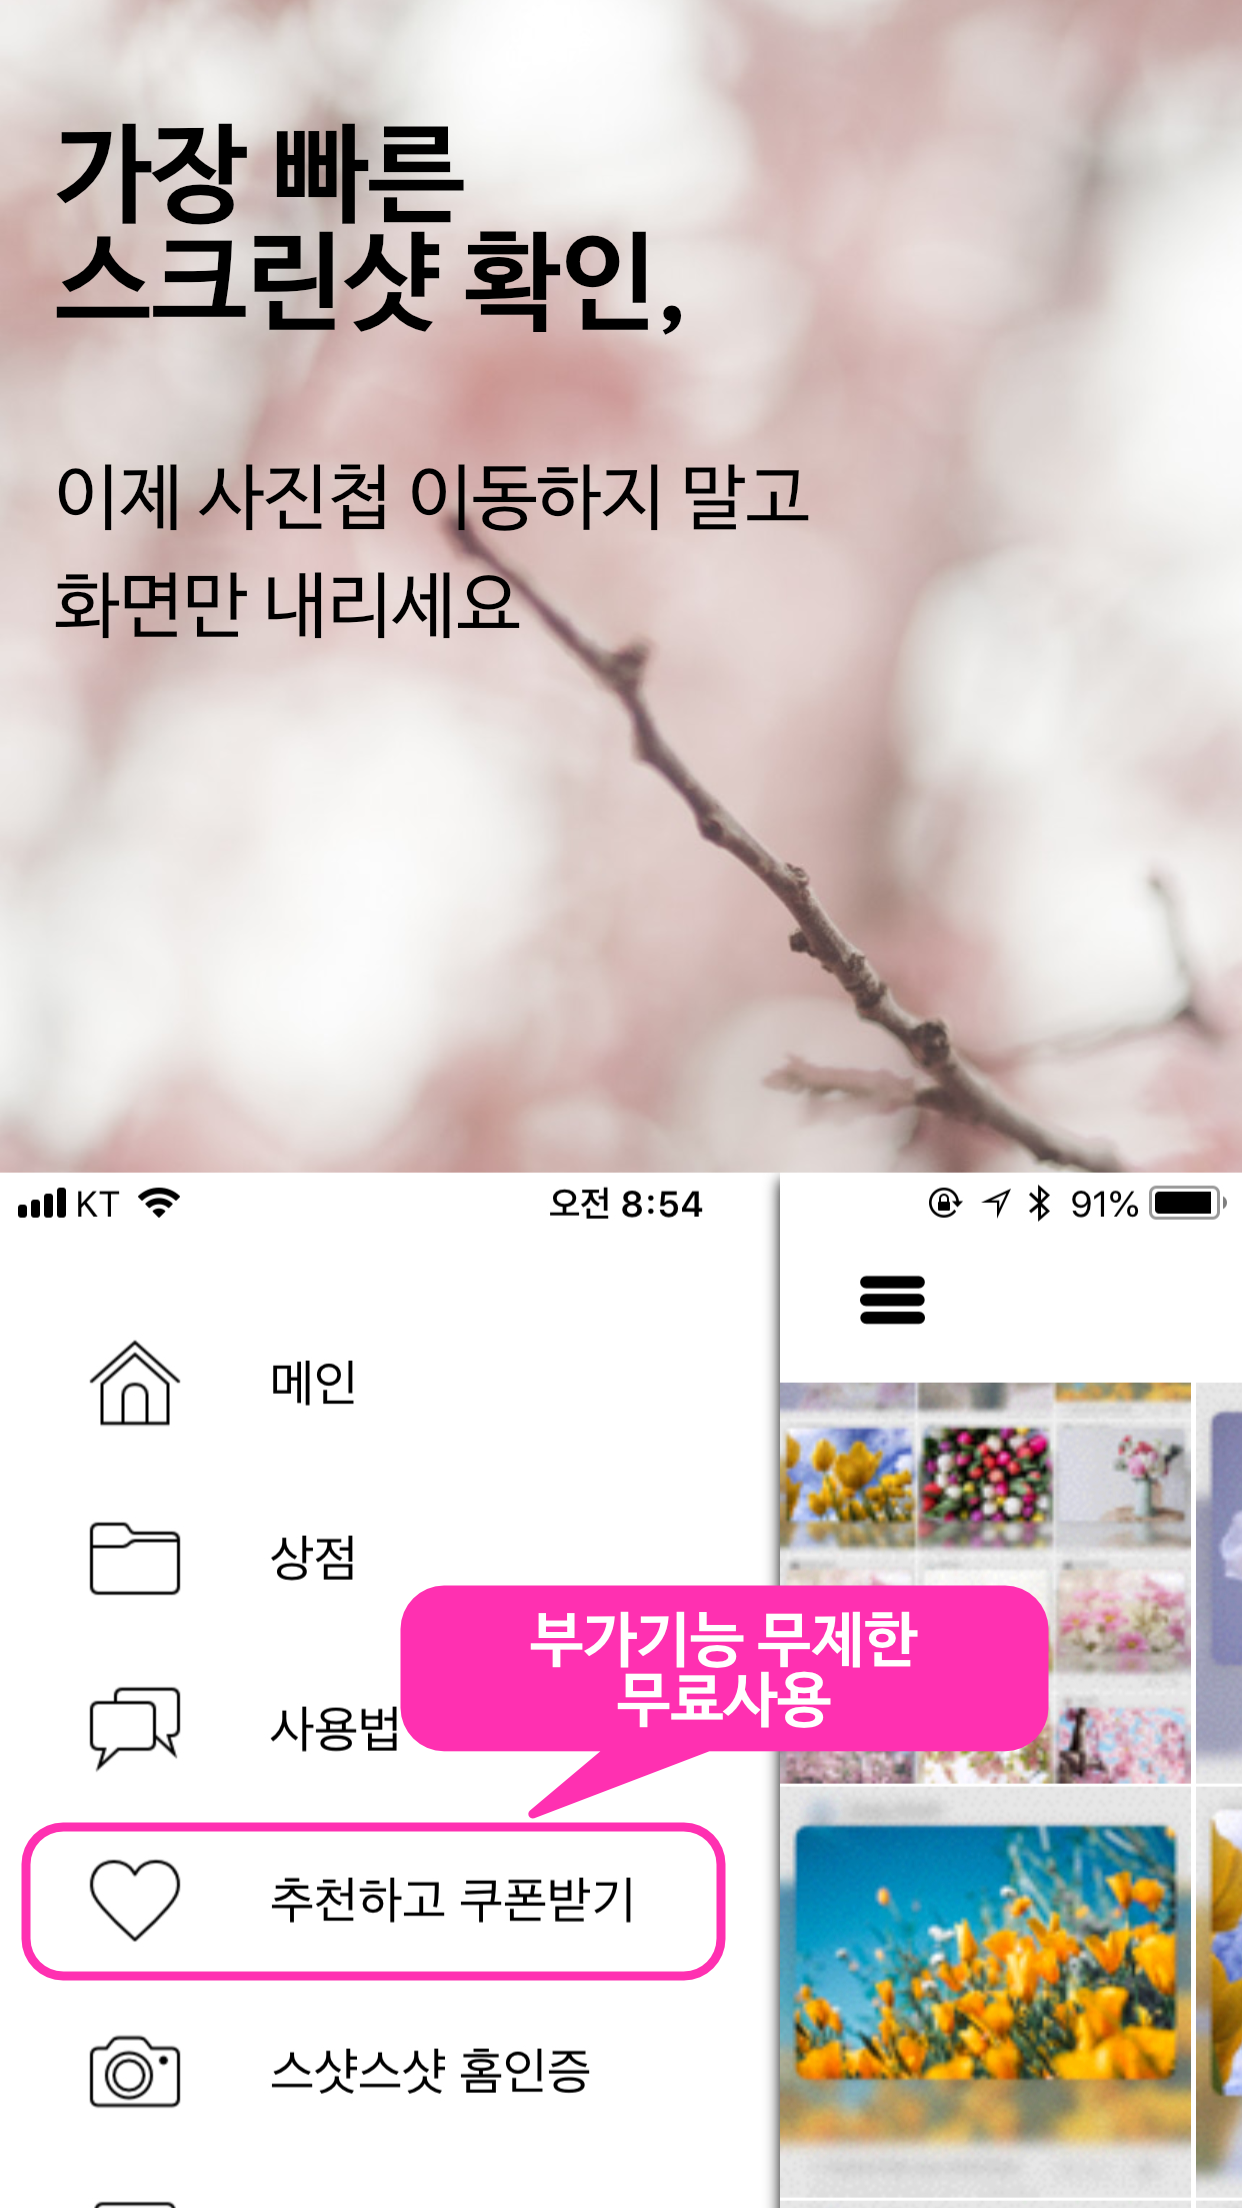 가장 빠른
스크린샷 확인,
이제 사진첩 이동하지 말고
화면만 내리세요
KT 오전 8:54 91%
메인
상점
부가기능 무제한
무료사용
사용법
추천하고 쿠폰받기
스샷스샷 홈인증